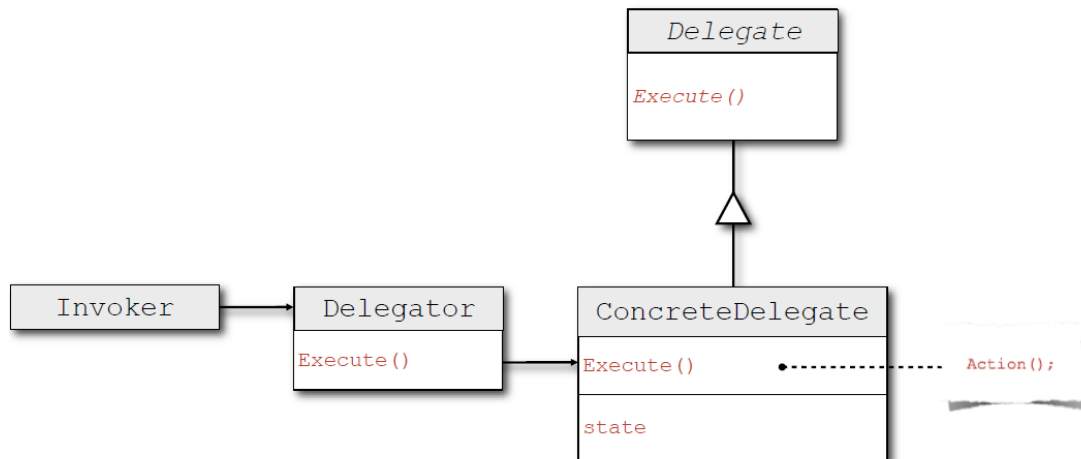 Delegate
Execute()
Invoker
Delegator
Execute()
ConcreteDelegate
Execute()
state
Action();